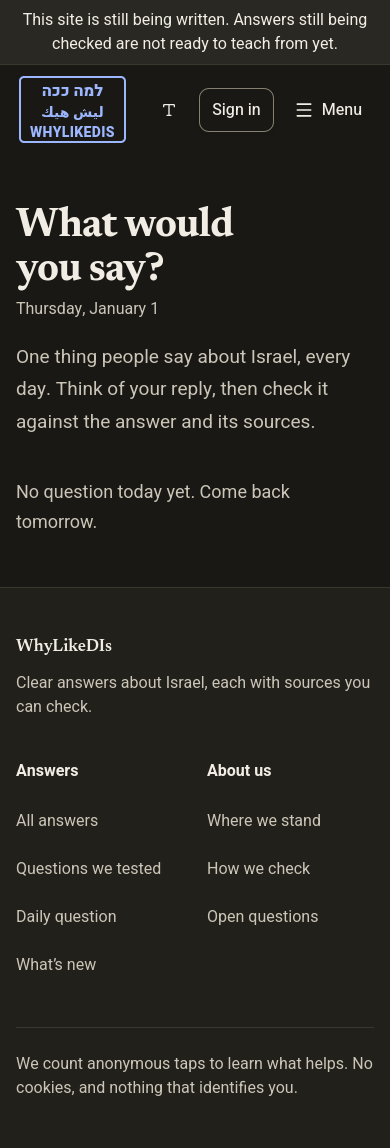 This site is still being written. Answers still being
checked are not ready to teach from yet.
למה ככה
ليش هيك
WHYLIKEDIS
T
Sign in
Menu
What would
you say?
Thursday, January 1
One thing people say about Israel, every
day. Think of your reply, then check it
against the answer and its sources.
No question today yet. Come back
tomorrow.
WhyLikeDIs
Clear answers about Israel, each with sources you
can check.
Answers
About us
All answers
Where we stand
Questions we tested
How we check
Daily question
Open questions
What’s new
We count anonymous taps to learn what helps. No
cookies, and nothing that identifies you.